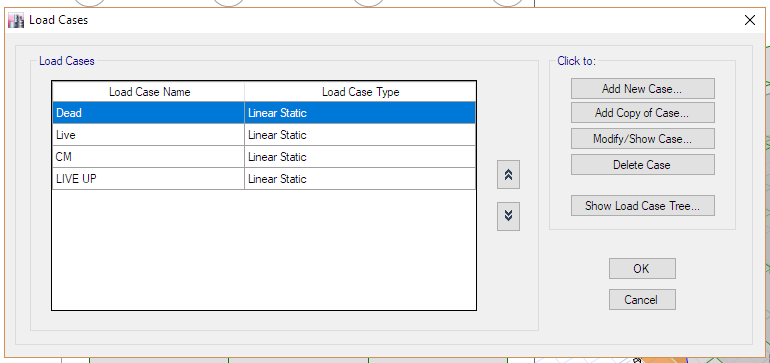 Load Cases
Load Cases
Click to:
Load Case Name Load Case Type
Dead Linear Static
Live Linear Static
CM Linear Static
LIVE UP Linear Static
Add New Case...
Add Copy of Case...
Modify/Show Case...
Delete Case
Show Load Case Tree...
OK
Cancel